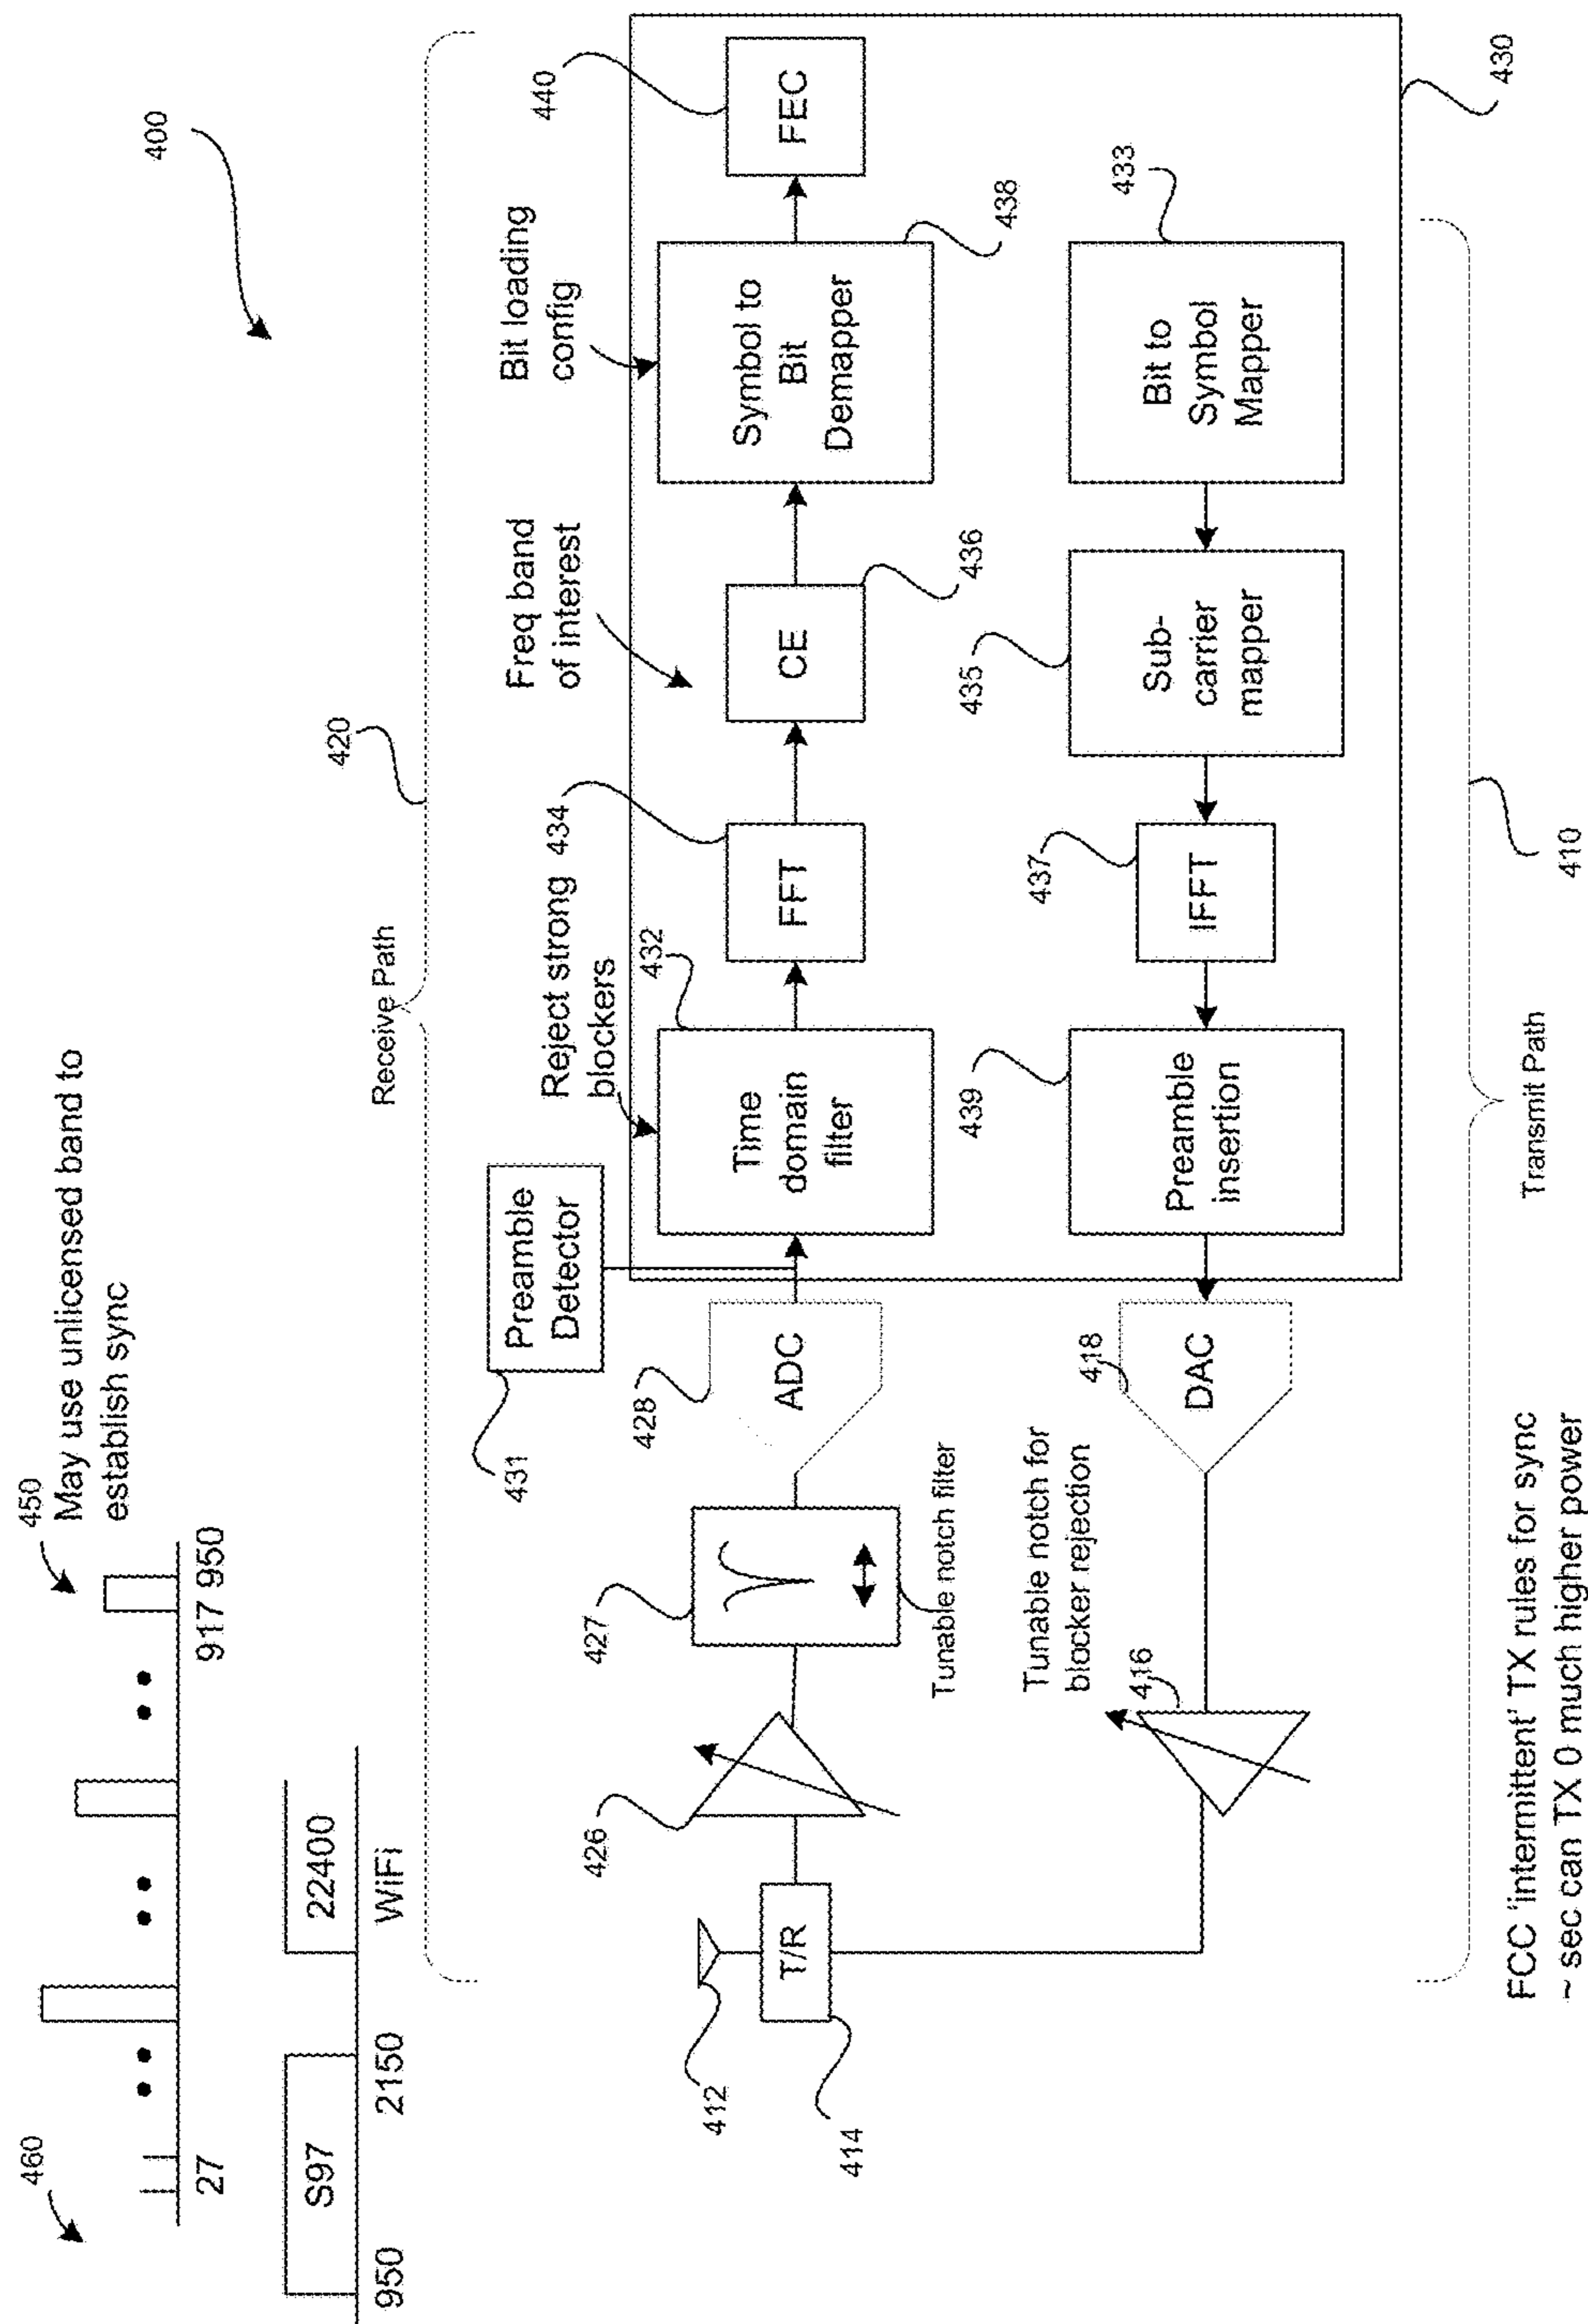 400
460
450
May use unlicensed band to
establish sync
27
917 950
S97
22400
950
2150
WiFi
420
Receive Path
431
Preamble
Detector
Reject strong
blockers
432
434
Freq band
of interest
436
Bit loading
config
438
440
412
T/R
414
426
427
Tunable notch filter
428
ADC
Time
domain
filter
FFT
CE
Symbol to
Bit
Demapper
FEC
Tunable notch for
blocker rejection
416
418
DAC
439
Preamble
insertion
437
IFFT
435
Sub-
carrier
mapper
433
Bit to
Symbol
Mapper
430
410
Transmit Path
FCC 'intermittent' TX rules for sync
~ sec can TX 0 much higher power